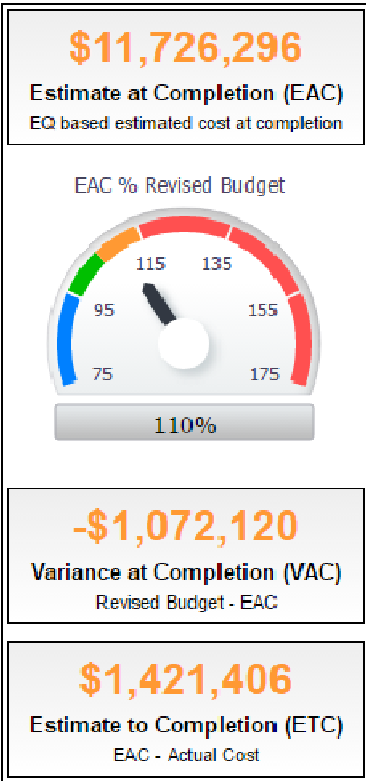 $11,726,296
Estimate at Completion (EAC)
EQ based estimated cost at completion
EAC % Revised Budget
115 135
95 155
75 175
110%
-$1,072,120
Variance at Completion (VAC)
Revised Budget - EAC
$1,421,406
Estimate to Completion (ETC)
EAC - Actual Cost